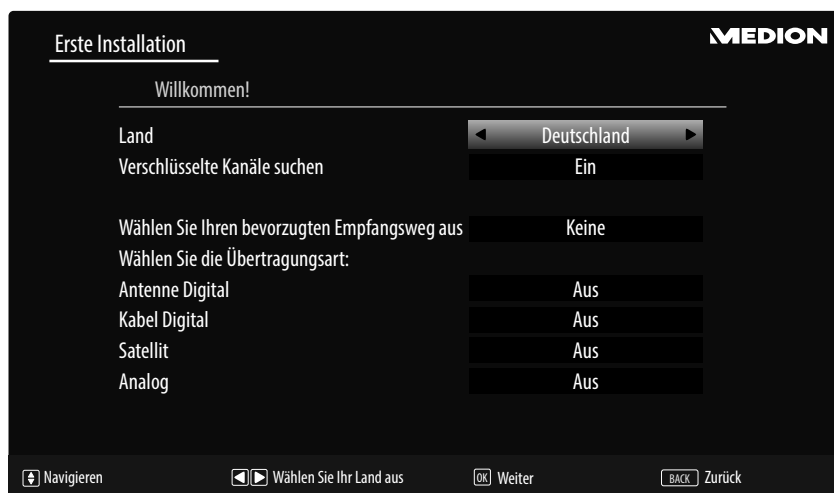 Erste Installation
MEDION
Willkommen!
Land Deutschland
Verschlüsselte Kanäle suchen Ein
Wählen Sie Ihren bevorzugten Empfangsweg aus Keine
Wählen Sie die Übertragungsart:
Antenne Digital Aus
Kabel Digital Aus
Satellit Aus
Analog Aus
Navigieren Wählen Sie Ihr Land aus OK Weiter BACK Zurück